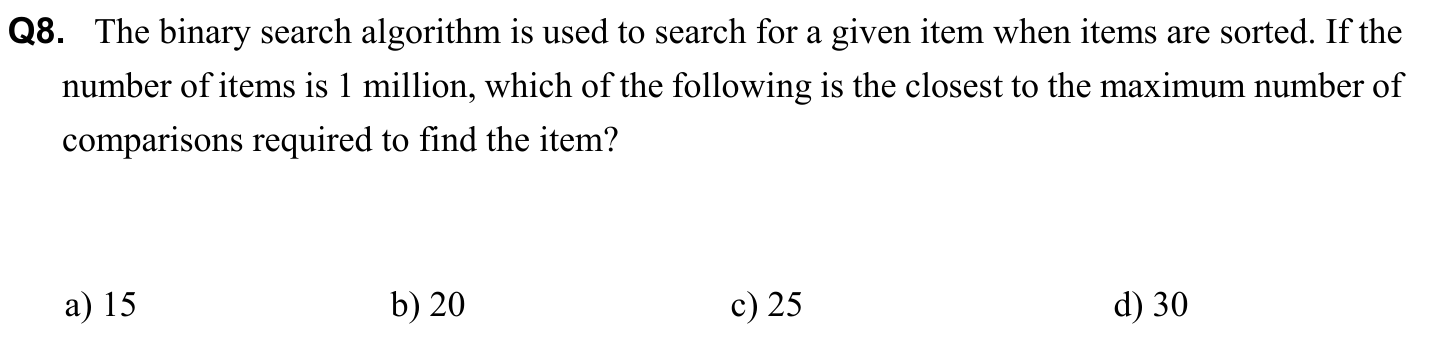 Q8. The binary search algorithm is used to search for a given item when items are sorted. If the
number of items is 1 million, which of the following is the closest to the maximum number of
comparisons required to find the item?
a) 15 b) 20 c) 25 d) 30